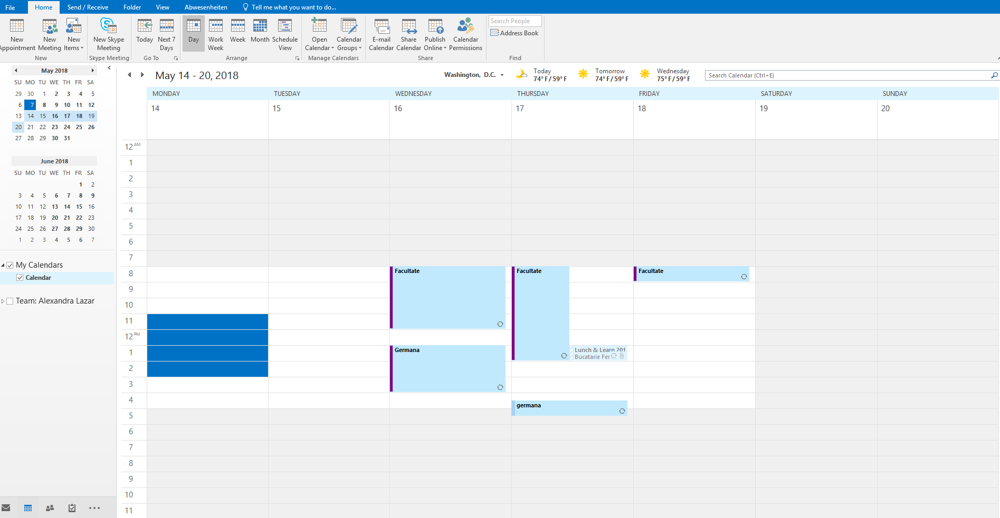 File Home Send / Receive Folder View Abwesenheiten Tell me what you want to do...
New Appointment
New Meeting
New Items
New
New Skype Meeting
Skype Meeting
Today
Next 7 Days
Go To
Day
Work Week
Week
Month
Schedule View
Arrange
Open Calendar
Calendar Groups
Manage Calendars
E-mail Calendar
Share Calendar
Publish Online
Calendar Permissions
Share
Search People
Address Book
Find
May 2018
SU MO TU WE TH FR SA
29 30 1 2 3 4 5
6 7 8 9 10 11 12
13 14 15 16 17 18 19
20 21 22 23 24 25 26
27 28 29 30 31
June 2018
SU MO TU WE TH FR SA
1 2
3 4 5 6 7 8 9
10 11 12 13 14 15 16
17 18 19 20 21 22 23
24 25 26 27 28 29 30
1 2 3 4 5 6 7
My Calendars
Calendar
Team: Alexandra Lazar
May 14 - 20, 2018
Washington, D.C.
Today
74° F / 59° F
Tomorrow
74° F / 59° F
Wednesday
75° F / 59° F
Search Calendar (Ctrl+E)
MONDAY TUESDAY WEDNESDAY THURSDAY FRIDAY SATURDAY SUNDAY
14 15 16 17 18 19 20
12 AM
1
2
3
4
5
6
7
8
9
10
11
12 PM
1
2
3
4
5
6
7
8
9
10
11
Facultate
Germana
Facultate
Lunch & Learn 201
Bucatarie Fer
germana
Facultate